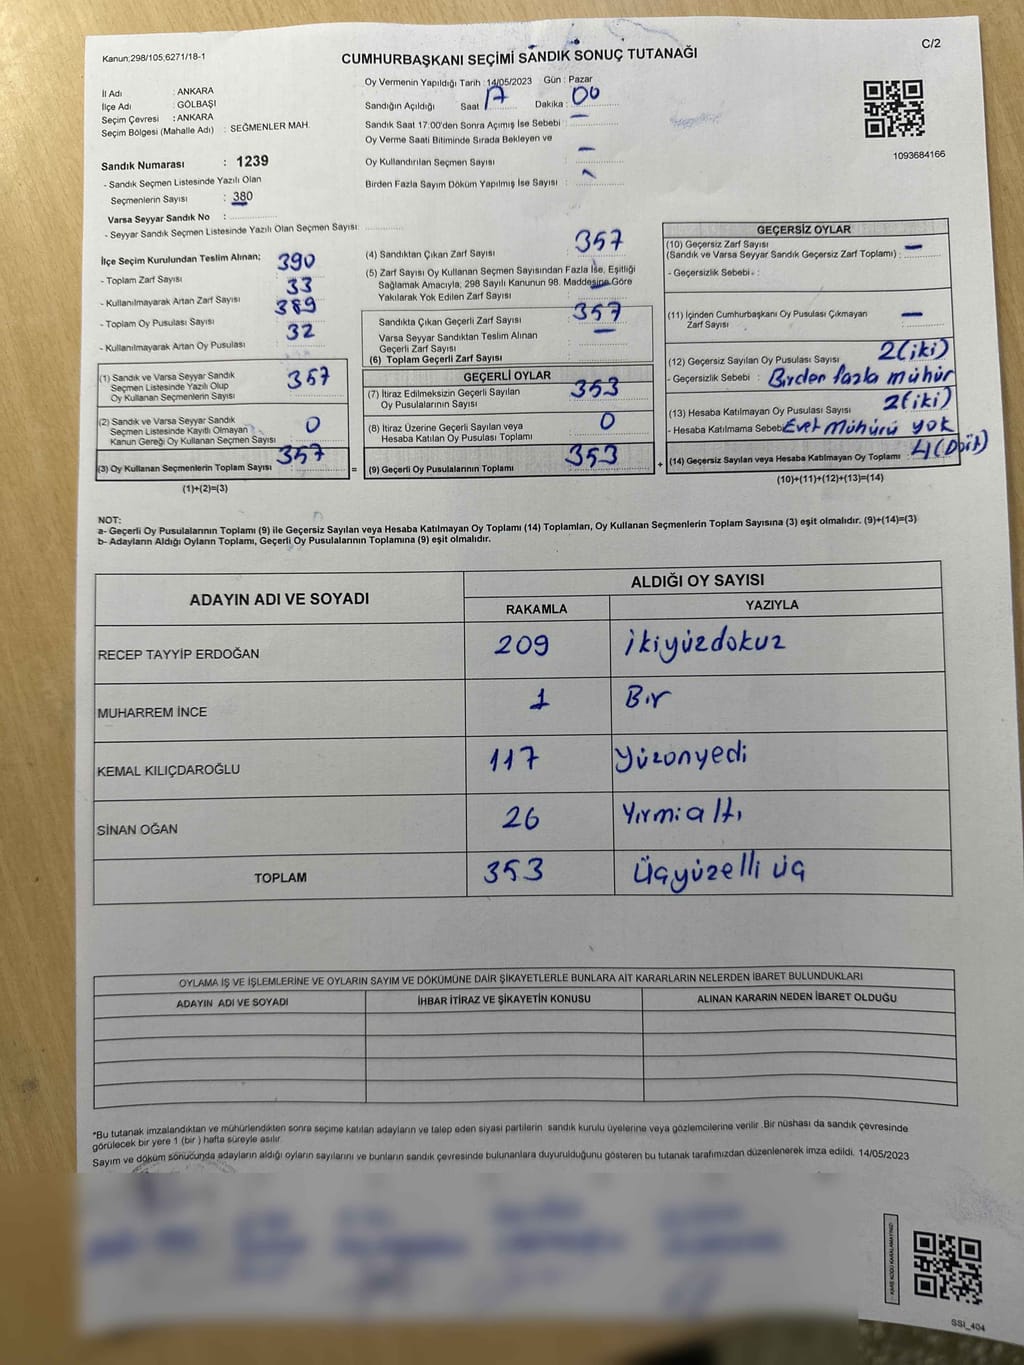 Kanun;298/105;6271/18-1
C/2
CUMHURBAŞKANI SEÇİMİ SANDIK SONUÇ TUTANAĞI
İl Adı : ANKARA
İlçe Adı : GÖLBAŞI
Seçim Çevresi : ANKARA
Seçim Bölgesi (Mahalle Adı) : SEĞMENLER MAH.
Oy Vermenin Yapıldığı Tarih : 14/05/2023 Gün : Pazar
Sandığın Açıldığı Saat 17 Dakika : 00
Sandık Saat 17:00'den Sonra Açımış İse Sebebi : —
Oy Verme Saati Bitiminde Sırada Bekleyen ve
Oy Kullandırılan Seçmen Sayısı : —
Birden Fazla Sayım Döküm Yapılmış İse Sayısı :
1093684166
Sandık Numarası : 1239
- Sandık Seçmen Listesinde Yazılı Olan
Seçmenlerin Sayısı : 380
Varsa Seyyar Sandık No :
- Seyyar Sandık Seçmen Listesinde Yazılı Olan Seçmen Sayısı:
İlçe Seçim Kurulundan Teslim Alınan;
- Toplam Zarf Sayısı 390
- Kullanılmayarak Artan Zarf Sayısı 33
- Toplam Oy Pusulası Sayısı 389
- Kullanılmayarak Artan Oy Pusulası 32
(1) Sandık ve Varsa Seyyar Sandık
Seçmen Listesinde Yazılı Olup
Oy Kullanan Seçmenlerin Sayısı 357
(2) Sandık ve Varsa Seyyar Sandık
Seçmen Listesinde Kayıtlı Olmayan
Kanun Gereği Oy Kullanan Seçmen Sayısı 0
(3) Oy Kullanan Seçmenlerin Toplam Sayısı 357
(1)+(2)=(3)
(4) Sandıktan Çıkan Zarf Sayısı 357
(5) Zarf Sayısı Oy Kullanan Seçmen Sayısından Fazla İse, Eşitliği
Sağlamak Amacıyla, 298 Sayılı Kanunun 98. Maddesine Göre
Yakılarak Yok Edilen Zarf Sayısı —
Sandıkta Çıkan Geçerli Zarf Sayısı 357
Varsa Seyyar Sandıktan Teslim Alınan
Geçerli Zarf Sayısı —
(6) Toplam Geçerli Zarf Sayısı
GEÇERLİ OYLAR
(7) İtiraz Edilmeksizin Geçerli Sayılan
Oy Pusulalarının Sayısı 353
(8) İtiraz Üzerine Geçerli Sayılan veya
Hesaba Katılan Oy Pusulası Toplamı 0
= (9) Geçerli Oy Pusulalarının Toplamı 353
GEÇERSİZ OYLAR
(10) Geçersiz Zarf Sayısı
(Sandık ve Varsa Seyyar Sandık Geçersiz Zarf Toplamı) : —
- Geçersizlik Sebebi :
(11) İçinden Cumhurbaşkanı Oy Pusulası Çıkmayan
Zarf Sayısı —
(12) Geçersiz Sayılan Oy Pusulası Sayısı 2(iki)
- Geçersizlik Sebebi : Birden fazla mühür
(13) Hesaba Katılmayan Oy Pusulası Sayısı 2(iki)
- Hesaba Katılmama Sebebi Evet Mühürü yok
+ (14) Geçersiz Sayılan veya Hesaba Katılmayan Oy Toplamı : 4(Dört)
(10)+(11)+(12)+(13)=(14)
NOT:
a- Geçerli Oy Pusulalarının Toplamı (9) ile Geçersiz Sayılan veya Hesaba Katılmayan Oy Toplamı (14) Toplamları, Oy Kullanan Seçmenlerin Toplam Sayısına (3) eşit olmalıdır. (9)+(14)=(3)
b- Adayların Aldığı Oyların Toplamı, Geçerli Oy Pusulalarının Toplamına (9) eşit olmalıdır.
ADAYIN ADI VE SOYADI
ALDIĞI OY SAYISI
RAKAMLA YAZIYLA
RECEP TAYYİP ERDOĞAN 209 ikiyüzdokuz
MUHARREM İNCE 1 Bir
KEMAL KILIÇDAROĞLU 117 Yüzonyedi
SİNAN OĞAN 26 Yırmialtı
TOPLAM 353 Üçyüzelli üç
OYLAMA İŞ VE İŞLEMLERİNE VE OYLARIN SAYIM VE DÖKÜMÜNE DAİR ŞİKAYETLERLE BUNLARA AİT KARARLARIN NELERDEN İBARET BULUNDUKLARI
ADAYIN ADI VE SOYADI İHBAR İTİRAZ VE ŞİKAYETİN KONUSU ALINAN KARARIN NEDEN İBARET OLDUĞU
*Bu tutanak imzalandıktan ve mühürlendikten sonra seçime katılan adayların ve talep eden siyasi partilerin sandık kurulu üyelerine veya gözlemcilerine verilir .Bir nüshası da sandık çevresinde
görülecek bir yere 1 (bir ) hafta süreyle asılır
Sayım ve döküm sonucunda adayların aldığı oyların sayılarını ve bunların sandık çevresinde bulunanlara duyurulduğunu gösteren bu tutanak tarafımızdan düzenlenerek imza edildi. 14/05/2023
KARE KODU KARALAMAYINIZ!
SSI_404